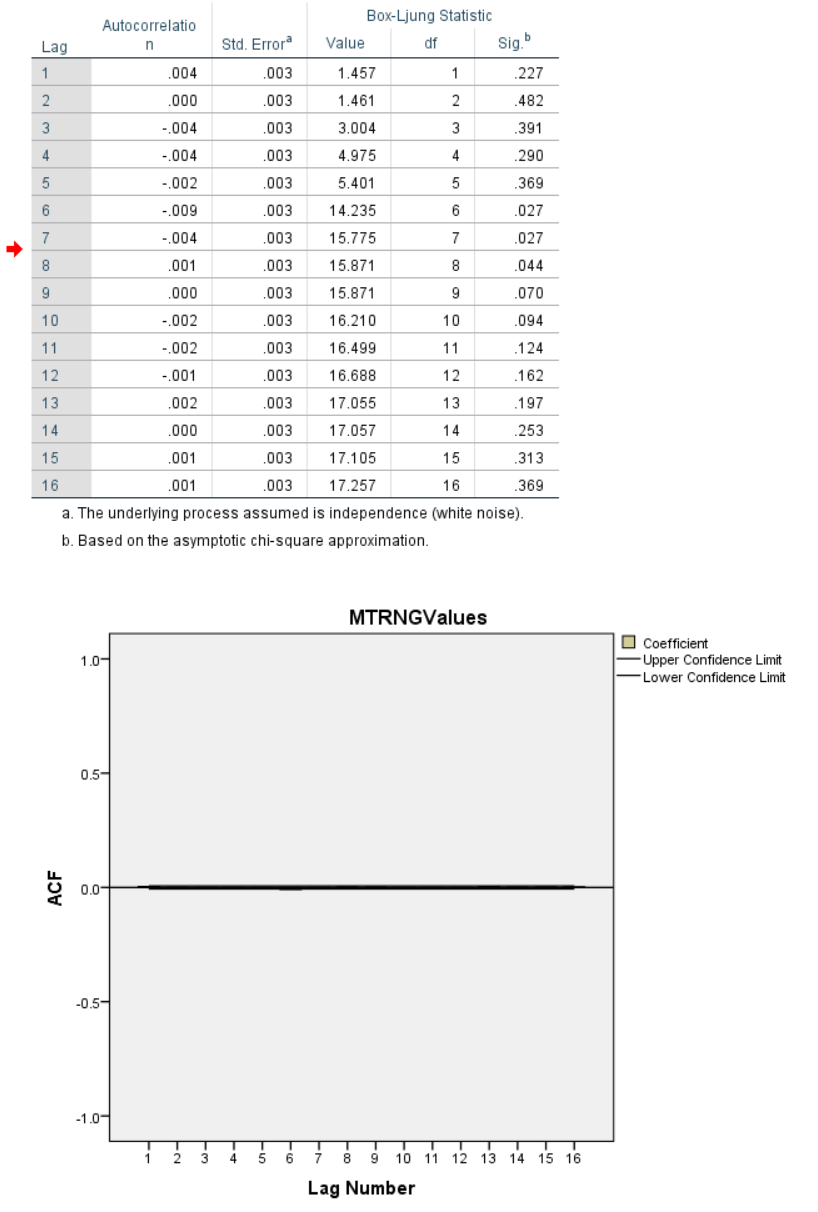 Box-Ljung Statistic
Autocorrelatio
Lag n Std. Errorᵃ Value df Sig.ᵇ
1 .004 .003 1.457 1 .227
2 .000 .003 1.461 2 .482
3 -.004 .003 3.004 3 .391
4 -.004 .003 4.975 4 .290
5 -.002 .003 5.401 5 .369
6 -.009 .003 14.235 6 .027
7 -.004 .003 15.775 7 .027
8 .001 .003 15.871 8 .044
9 .000 .003 15.871 9 .070
10 -.002 .003 16.210 10 .094
11 -.002 .003 16.499 11 .124
12 -.001 .003 16.688 12 .162
13 .002 .003 17.055 13 .197
14 .000 .003 17.057 14 .253
15 .001 .003 17.105 15 .313
16 .001 .003 17.257 16 .369
a. The underlying process assumed is independence (white noise).
b. Based on the asymptotic chi-square approximation.
MTRNGValues
Coefficient
Upper Confidence Limit
Lower Confidence Limit
1.0
0.5
0.0
-0.5
-1.0
ACF
1 2 3 4 5 6 7 8 9 10 11 12 13 14 15 16
Lag Number